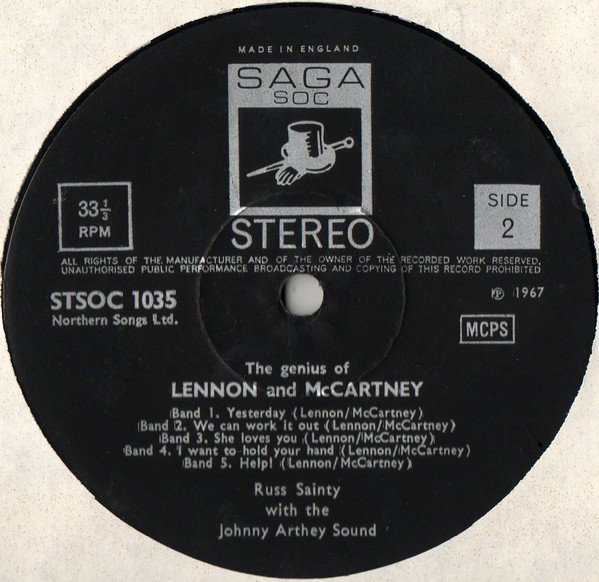 MADE IN ENGLAND
SAGA
SOC
33⅓
RPM
STEREO
SIDE
2
ALL RIGHTS OF THE MANUFACTURER AND OF THE OWNER OF THE RECORDED WORK RESERVED,
UNAUTHORISED PUBLIC PERFORMANCE BROADCASTING AND COPYING OF THIS RECORD PROHIBITED
STSOC 1035
Northern Songs Ltd.
℗ 1967
MCPS
The genius of
LENNON and McCARTNEY
Band 1. Yesterday (Lennon/McCartney)
Band 2. We can work it out (Lennon/McCartney)
Band 3. She loves you (Lennon/McCartney)
Band 4. I want to hold your hand (Lennon/McCartney)
Band 5. Help! (Lennon/McCartney)
Russ Sainty
with the
Johnny Arthey Sound